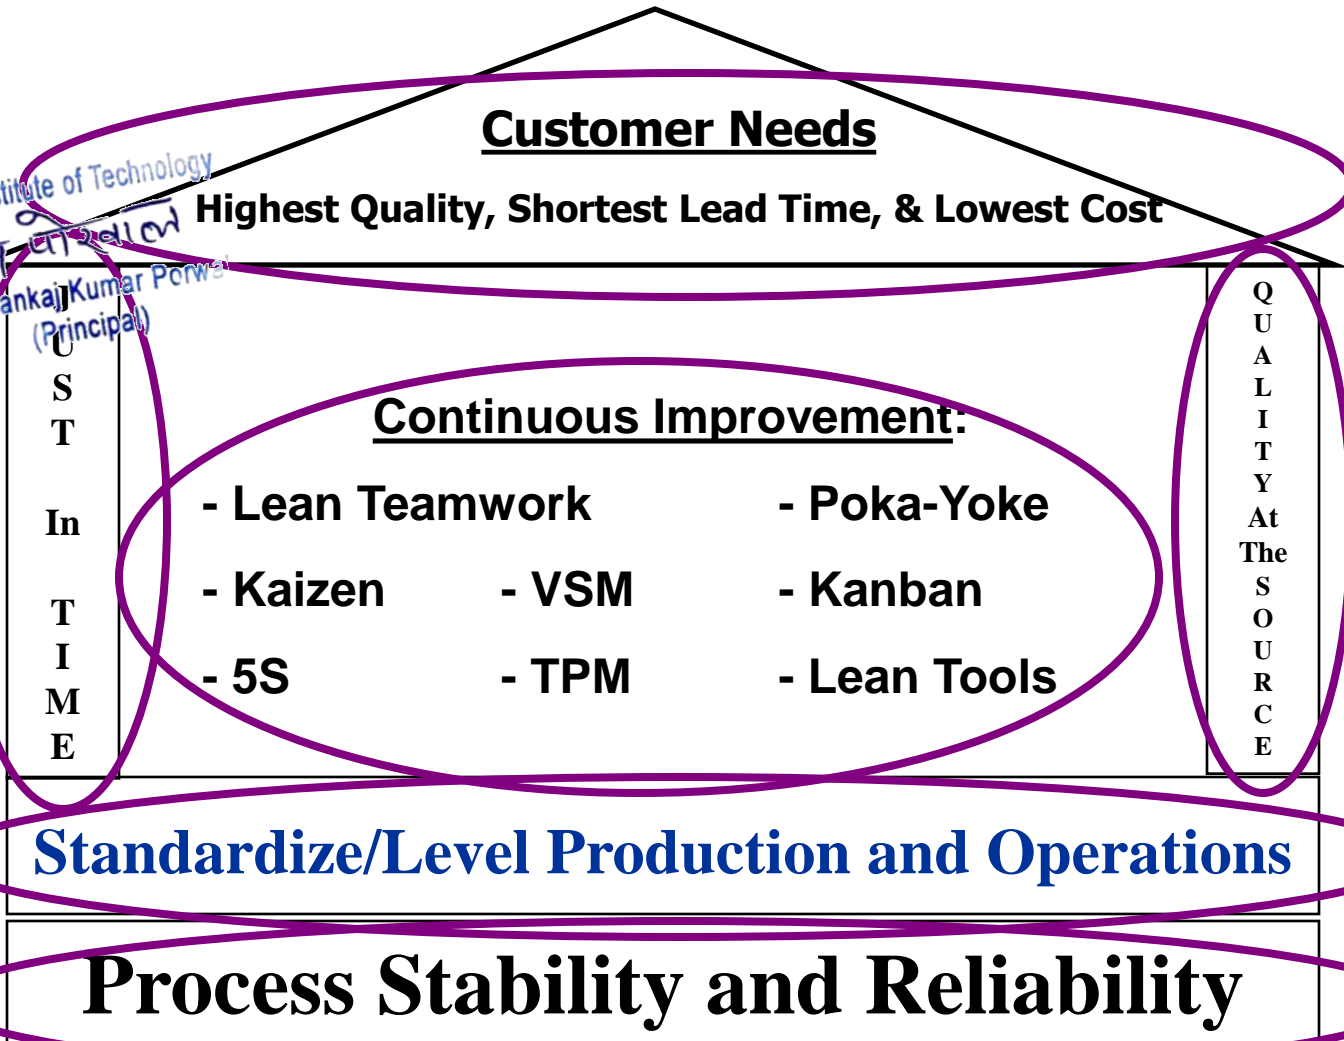 Customer Needs
Highest Quality, Shortest Lead Time, & Lowest Cost
of Technology
Kumar Porwal
(Principal)
J
U
S
T
In
T
I
M
E
Continuous Improvement:
- Lean Teamwork - Poka-Yoke
- Kaizen - VSM - Kanban
- 5S - TPM - Lean Tools
Q
U
A
L
I
T
Y
At
The
S
O
U
R
C
E
Standardize/Level Production and Operations
Process Stability and Reliability